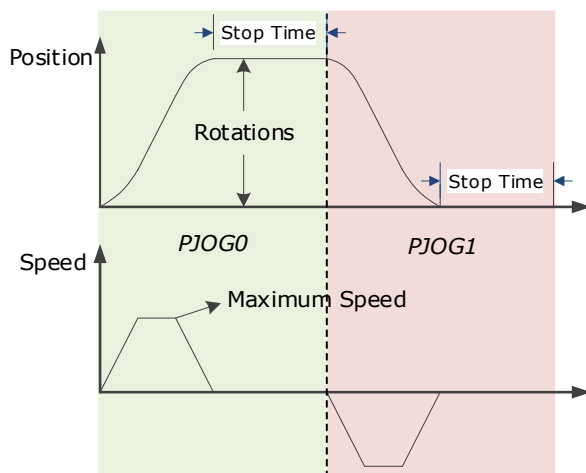 Stop Time
Position
Rotations
Stop Time
PJOG0
PJOG1
Speed
Maximum Speed